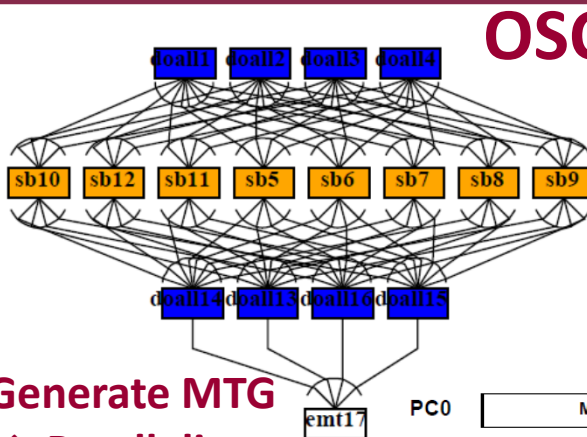 OSC
doall1 doall2 doall3 doall4
sb10 sb12 sb11 sb5 sb6 sb7 sb8 sb9
doall14 doall13 doall16 doall15
Generate MTG
emt17
PC0
M